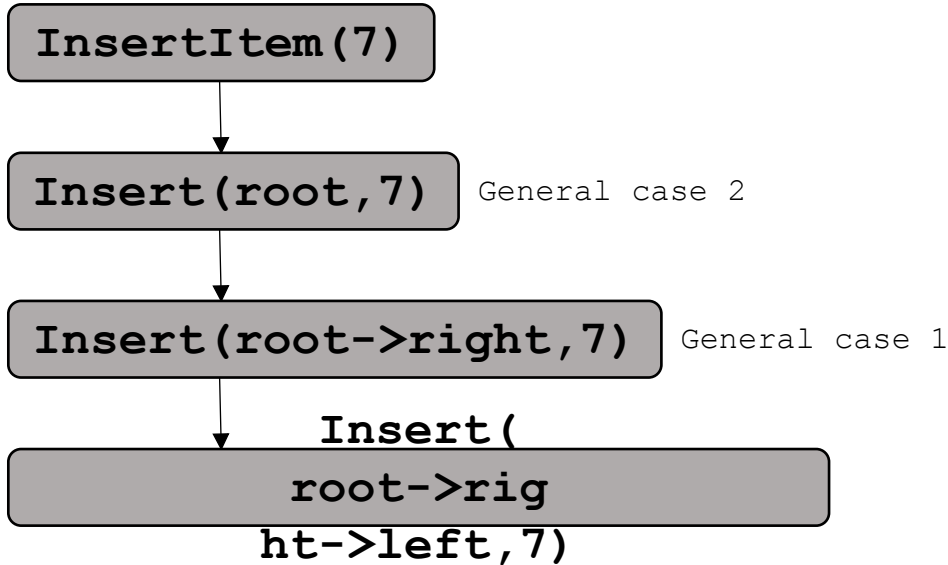 InsertItem(7)
Insert(root,7) General case 2
Insert(root->right,7) General case 1
Insert(
root->rig
ht->left,7)